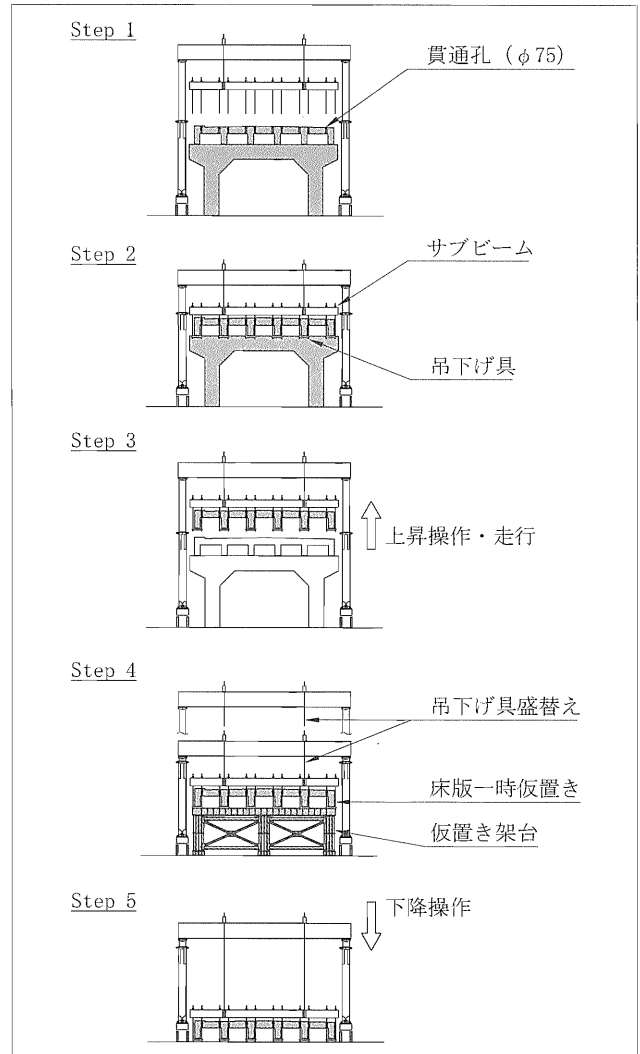 Step 1
貫通孔 (φ75)
Step 2
サブビーム
吊下げ具
Step 3
上昇操作・走行
Step 4
吊下げ具盛替え
床版一時仮置き
仮置き架台
Step 5
下降操作